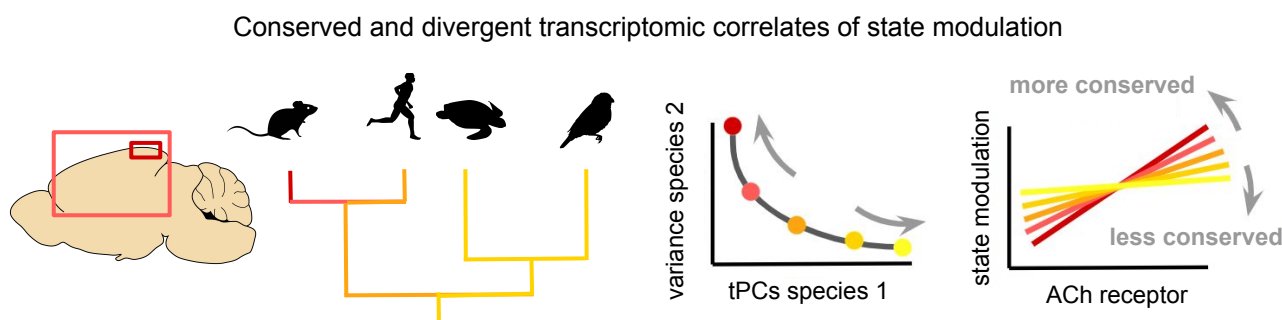 Conserved and divergent transcriptomic correlates of state modulation
variance species 2
tPCs species 1
state modulation
more conserved
less conserved
ACh receptor